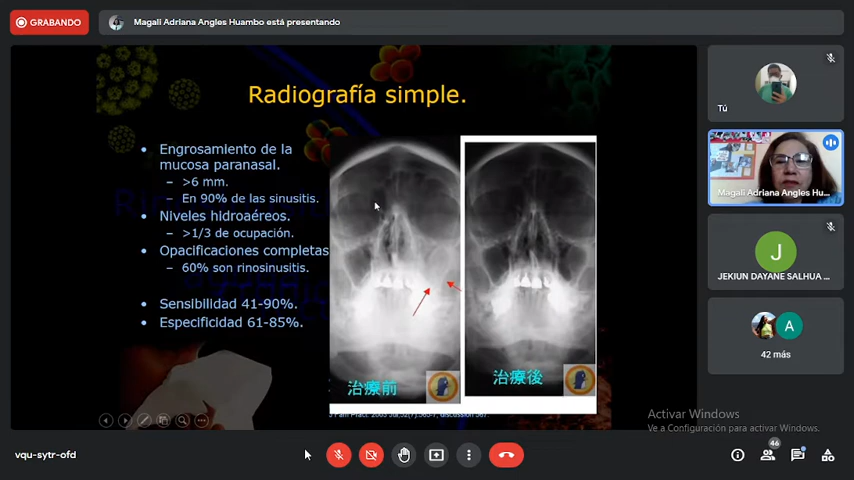 GRABANDO
Magali Adriana Angles Huambo está presentando
Radiografía simple.
• Engrosamiento de la
mucosa paranasal.
– >6 mm.
– En 90% de las sinusitis.
• Niveles hidroaéreos.
– >1/3 de ocupación.
• Opacificaciones completas
– 60% son rinosinusitis.
• Sensibilidad 41-90%.
• Especificidad 61-85%.
治療前
治療後
Tú
Magali Adriana Angles Hu...
JEKIUN DAYANE SALHUA ...
J
A
42 más
Activar Windows
Ve a Configuración para activar Windows.
vqu-sytr-ofd
46